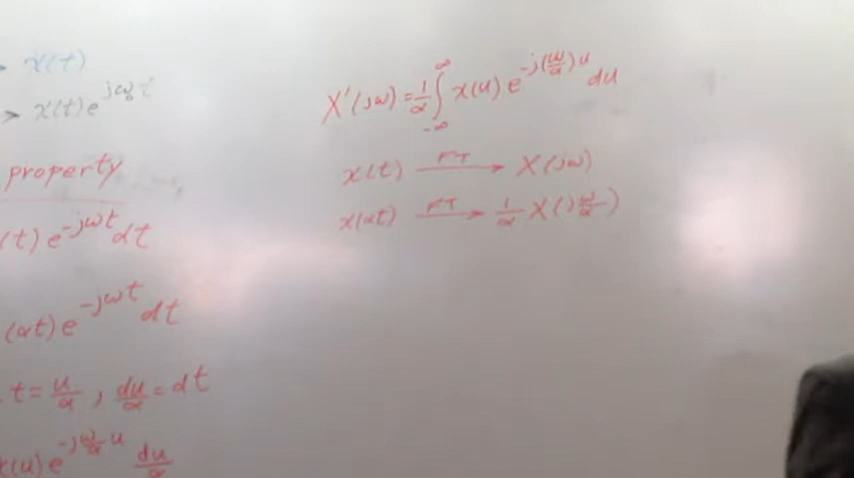 x(t)
> x(t)e^{jω₀t}
property
(t) e^{-jωt} dt
(αt) e^{-jωt} dt
t = u/α , du/α = dt
x(u) e^{-jω/α u} du/α
X'(jω) = 1/α ∫_{-∞}^{∞} x(u) e^{-j(ω/α)u} du
x(t) —FT→ X(jω)
x(αt) —FT→ 1/α X(jω/α)